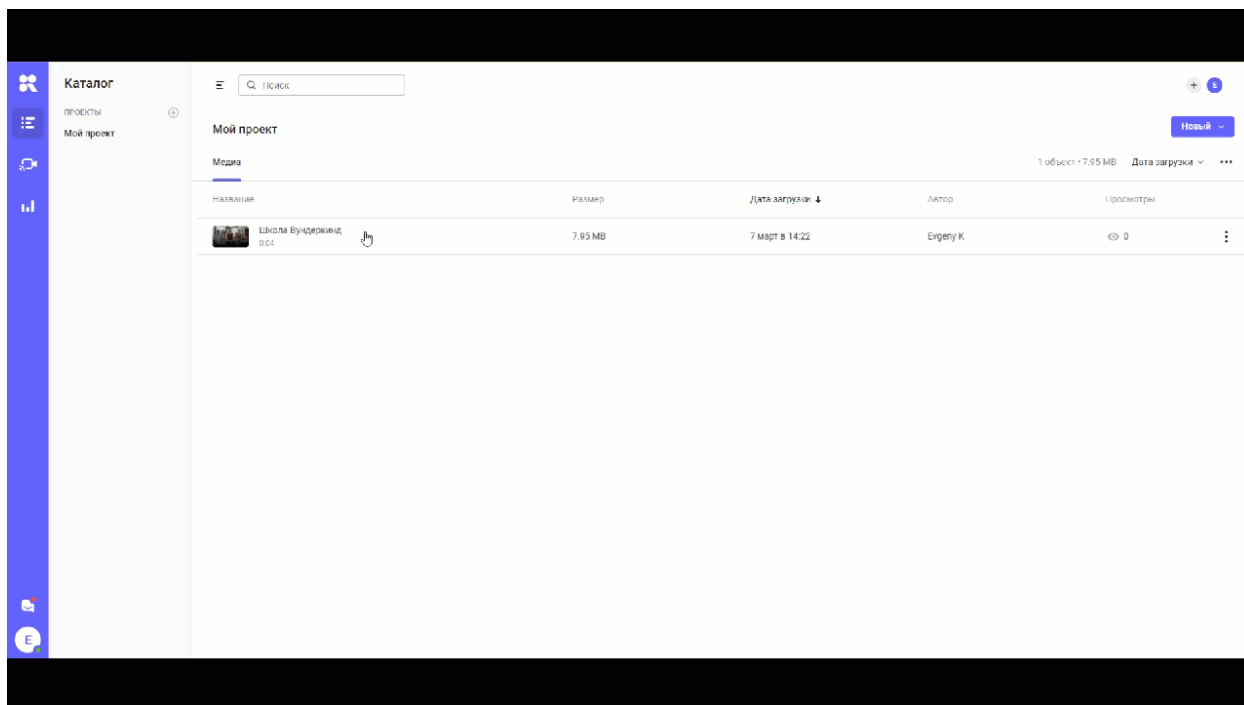 Каталог
Поиск
E
ПРОЕКТЫ
Мой проект
Мой проект
Новый
Медиа
1 объект • 7.95 MB Дата загрузки
Название Размер Дата загрузки Автор Просмотры
Школа Вундеркинд 7.95 MB 7 март в 14:22 Evgeny K 0
0:04
E